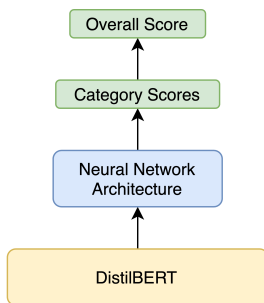 Overall Score
Category Scores
Neural Network
Architecture
DistilBERT